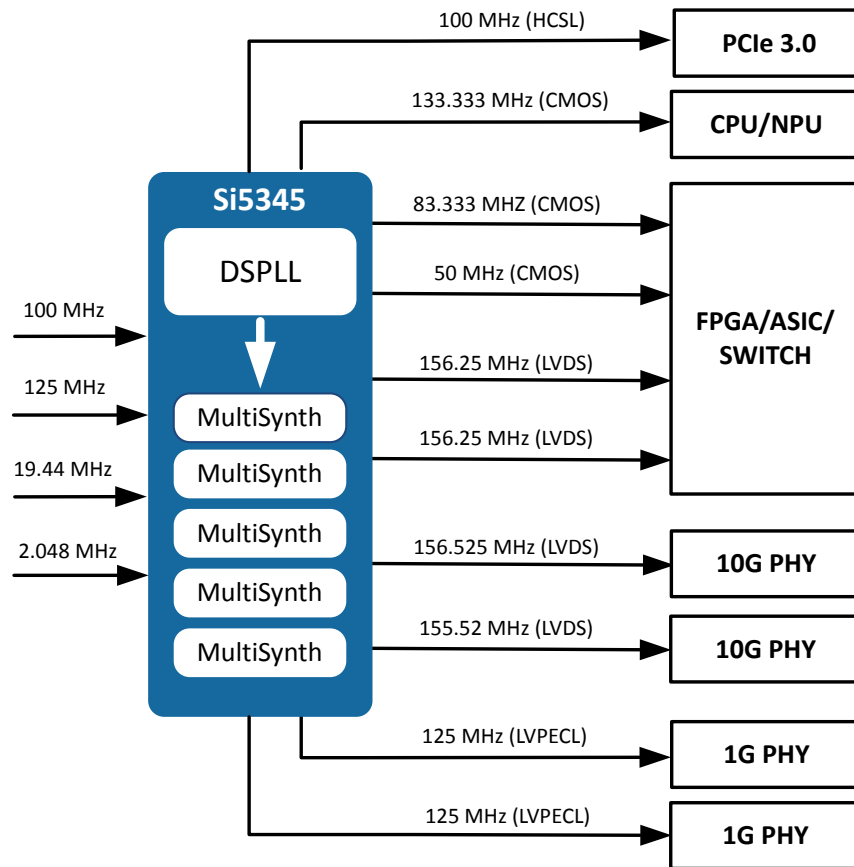 100 MHz (HCSL)
PCIe 3.0
133.333 MHz (CMOS)
CPU/NPU
Si5345
DSPLL
MultiSynth
MultiSynth
MultiSynth
MultiSynth
MultiSynth
100 MHz
125 MHz
19.44 MHz
2.048 MHz
83.333 MHZ (CMOS)
50 MHz (CMOS)
156.25 MHz (LVDS)
156.25 MHz (LVDS)
FPGA/ASIC/
SWITCH
156.525 MHz (LVDS)
10G PHY
155.52 MHz (LVDS)
10G PHY
125 MHz (LVPECL)
1G PHY
125 MHz (LVPECL)
1G PHY